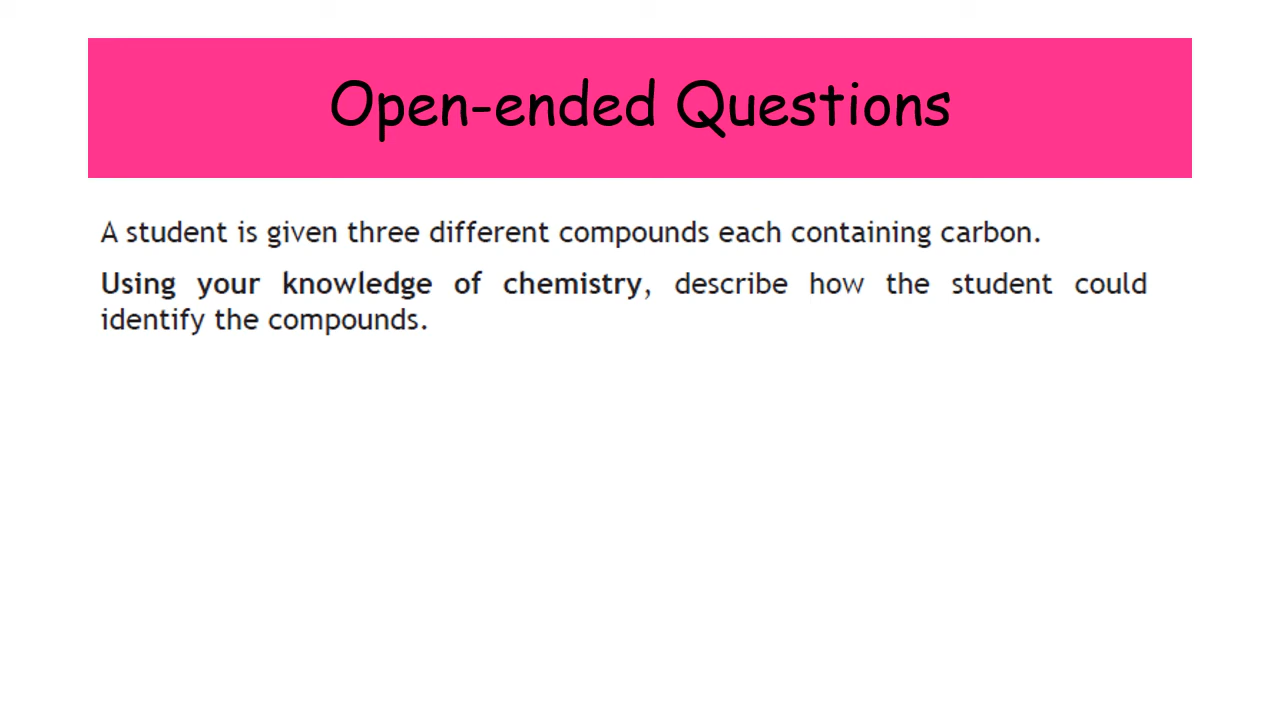 Open-ended Questions
A student is given three different compounds each containing carbon.
Using your knowledge of chemistry, describe how the student could
identify the compounds.